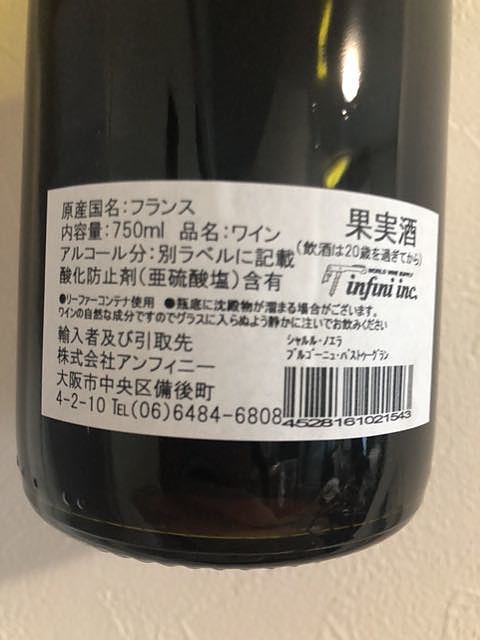 原産国名:フランス
内容量:750ml 品名:ワイン
果実酒
アルコール分:別ラベルに記載
(飲酒は20歳を過ぎてから)
酸化防止剤(亜硫酸塩)含有
WORLD WINE SUPPLY
infini inc.
●リーファーコンテナ使用 ●瓶底に沈殿物が溜まる場合がございます。
ワインの自然な成分ですのでグラスに入らぬよう静かに注いでお飲みください
輸入者及び引取先
株式会社アンフィニー
大阪市中央区備後町
4-2-10 TEL(06)6484-6808
シャルル・ノエラ
ブルゴーニュ・パストゥーグラン
4528161021543